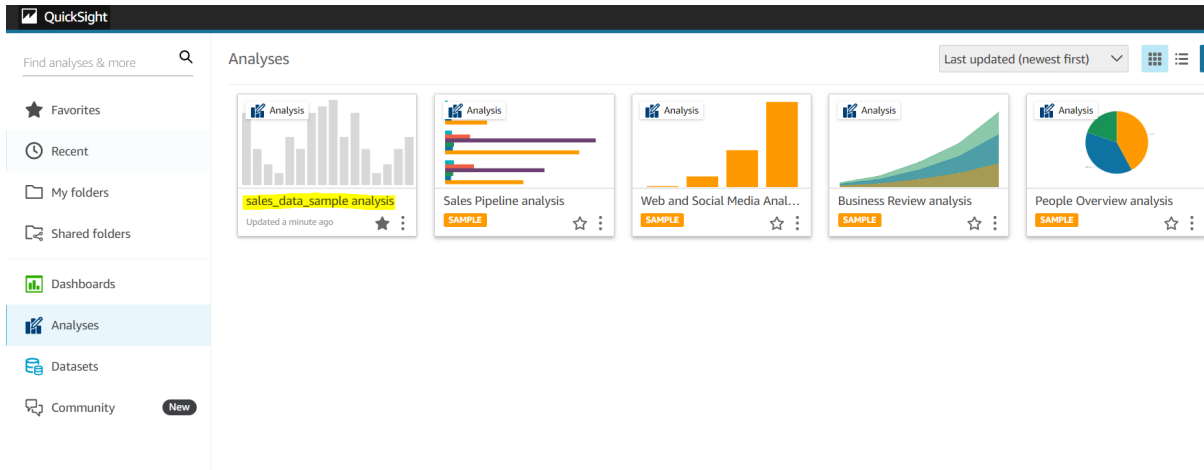 QuickSight
Find analyses & more
Analyses
Last updated (newest first)
Favorites
Recent
My folders
Shared folders
Dashboards
Analyses
Datasets
Community
New
Analysis
sales_data_sample analysis
Updated a minute ago
Analysis
Sales Pipeline analysis
SAMPLE
Analysis
Web and Social Media Anal...
SAMPLE
Analysis
Business Review analysis
SAMPLE
Analysis
People Overview analysis
SAMPLE